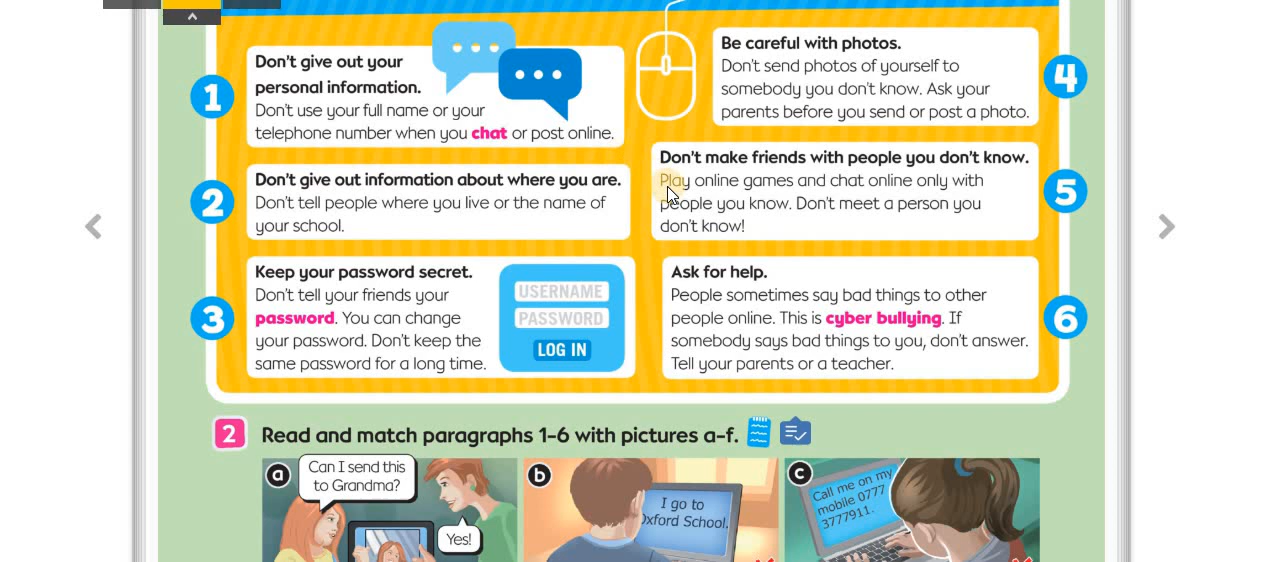 1
Don't give out your
personal information.
Don't use your full name or your
telephone number when you chat or post online.
2
Don't give out information about where you are.
Don't tell people where you live or the name of
your school.
3
Keep your password secret.
Don't tell your friends your
password. You can change
your password. Don't keep the
same password for a long time.
USERNAME
PASSWORD
LOG IN
4
Be careful with photos.
Don't send photos of yourself to
somebody you don't know. Ask your
parents before you send or post a photo.
5
Don't make friends with people you don't know.
Play online games and chat online only with
people you know. Don't meet a person you
don't know!
6
Ask for help.
People sometimes say bad things to other
people online. This is cyber bullying. If
somebody says bad things to you, don't answer.
Tell your parents or a teacher.
2 Read and match paragraphs 1-6 with pictures a-f.
a
Can I send this
to Grandma?
Yes!
b
I go to
Oxford School.
c
Call me on my
mobile 0777
3777911.